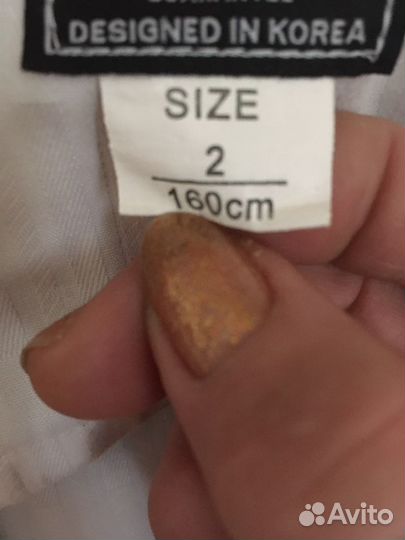 DESIGNED IN KOREA
SIZE
2
160cm
Avito